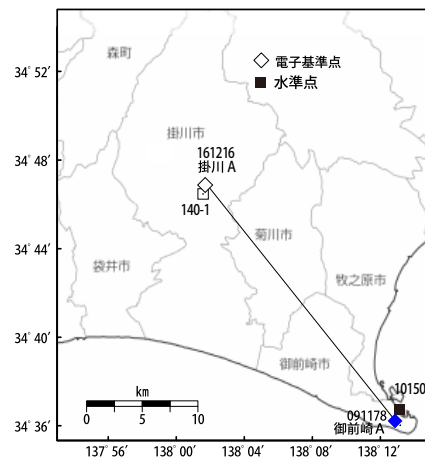 34° 52'
34° 48'
34° 44'
34° 40'
34° 36'
森町
電子基準点
水準点
掛川市
161216
掛川 A
140-1
菊川市
袋井市
牧之原市
御前崎市
km
0 5 10
10150
091178
御前崎 A
137° 56' 138° 00' 138° 04' 138° 08' 138° 12'